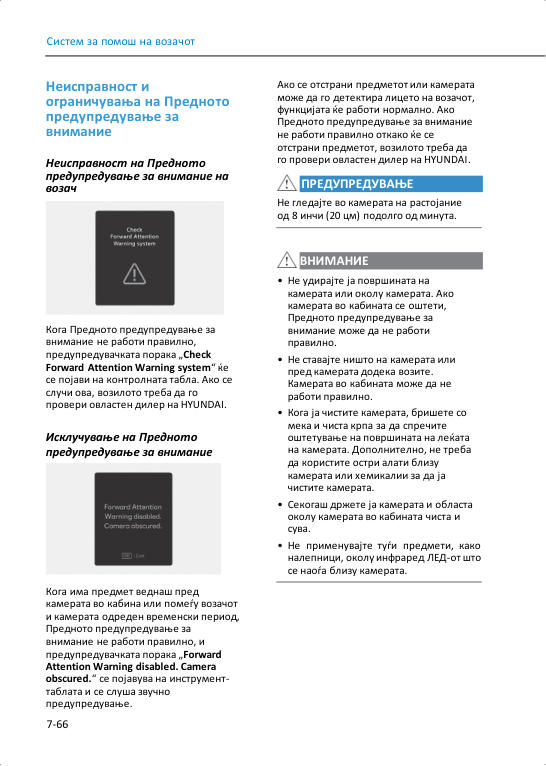 Систем за помош на возачот
Неисправност и
ограничувања на Предното
предупредување за
внимание
Неисправност на Предното
предупредување за внимание на
возач
Check
Forward Attention
Warning system
Кога Предното предупредување за
внимание не работи правилно,
предупредувачката порака „Check
Forward Attention Warning system“ ќе
се појави на контролната табла. Ако се
случи ова, возилото треба да го
провери овластен дилер на HYUNDAI.
Исклучување на Предното
предупредување за внимание
Forward Attention
Warning disabled.
Camera obscured.
OK : Exit
Кога има предмет веднаш пред
камерата во кабина или помеѓу возачот
и камерата одреден временски период,
Предното предупредување за
внимание не работи правилно, и
предупредувачката порака „Forward
Attention Warning disabled. Camera
obscured.“ се појавува на инструмент-
таблата и се слуша звучно
предупредување.
Ако се отстрани предметот или камерата
може да го детектира лицето на возачот,
функцијата ќе работи нормално. Ако
Предното предупредување за внимание
не работи правилно откако ќе се
отстрани предметот, возилото треба да
го провери овластен дилер на HYUNDAI.
ПРЕДУПРЕДУВАЊЕ
Не гледајте во камерата на растојание
од 8 инчи (20 цм) подолго од минута.
ВНИМАНИЕ
• Не удирајте ја површината на
камерата или околу камерата. Ако
камерата во кабината се оштети,
Предното предупредување за
внимание може да не работи
правилно.
• Не ставајте ништо на камерата или
пред камерата додека возите.
Камерата во кабината може да не
работи правилно.
• Кога ја чистите камерата, бришете со
мека и чиста крпа за да спречите
оштетување на површината на леќата
на камерата. Дополнително, не треба
да користите остри алати близу
камерата или хемикалии за да ја
чистите камерата.
• Секогаш држете ја камерата и областа
околу камерата во кабината чиста и
сува.
• Не применувајте туѓи предмети, како
налепници, околу инфраред ЛЕД-от што
се наоѓа близу камерата.
7-66